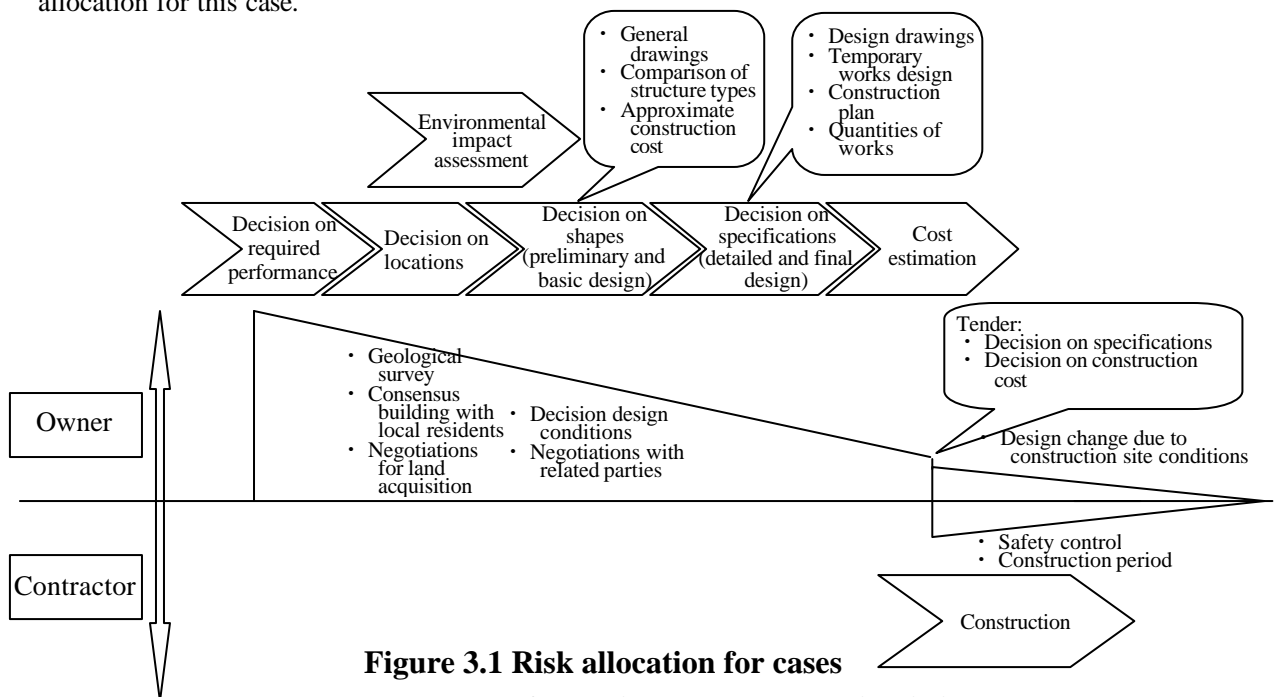 allocation for this case.
・ General
drawings
・ Comparison of
structure types
・ Approximate
construction
cost
・ Design drawings
・ Temporary
works design
・ Construction
plan
・ Quantities of
works
Environmental
impact
assessment
Decision on
required
performance
Decision on
locations
Decision on
shapes
(preliminary and
basic design)
Decision on
specifications
(detailed and final
design)
Cost
estimation
Tender:
・ Decision on specifications
・ Decision on construction
cost
・ Geological
survey
・ Consensus
building with
local residents
・ Negotiations
for land
acquisition
・ Decision design
conditions
・ Negotiations with
related parties
Owner
・ Design change due to
construction site conditions
Contractor
・ Safety control
・ Construction period
Construction
Figure 3.1 Risk allocation for cases